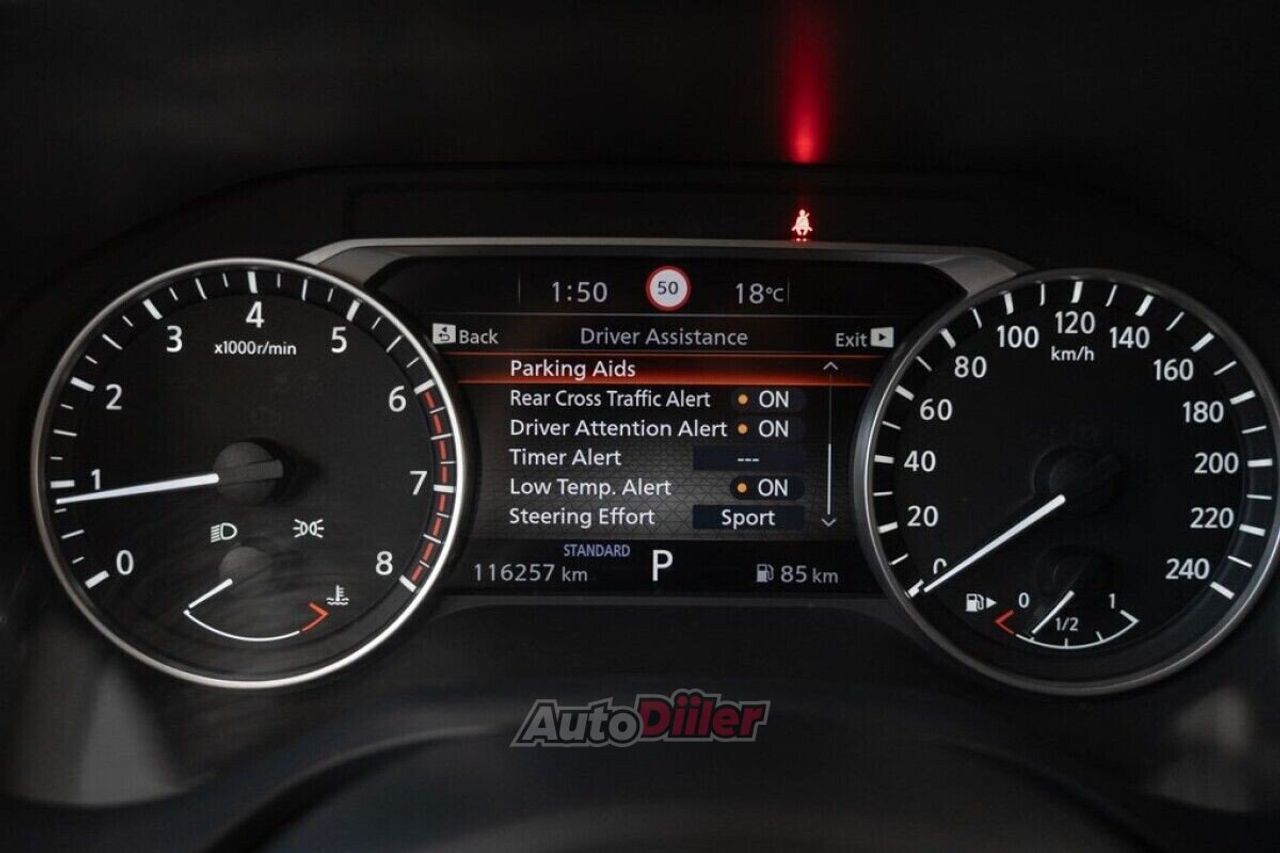 1:50
50
18°C
Back
Driver Assistance
Exit
Parking Aids
Rear Cross Traffic Alert ON
Driver Attention Alert ON
Timer Alert ---
Low Temp. Alert ON
Steering Effort Sport
STANDARD
116257 km
P
85 km
0
1
2
3
4
5
6
7
8
x1000r/min
0
20
40
60
80
100
120
140
160
180
200
220
240
km/h
0
1/2
1
AutoDiiler